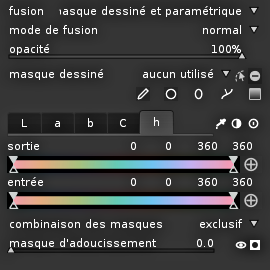 fusion masque dessiné et paramétrique
mode de fusion normal
opacité 100%
masque dessiné aucun utilisé
L a b C h
sortie 0 0 360 360
entrée 0 0 360 360
combinaison des masques exclusif
masque d'adoucissement 0.0